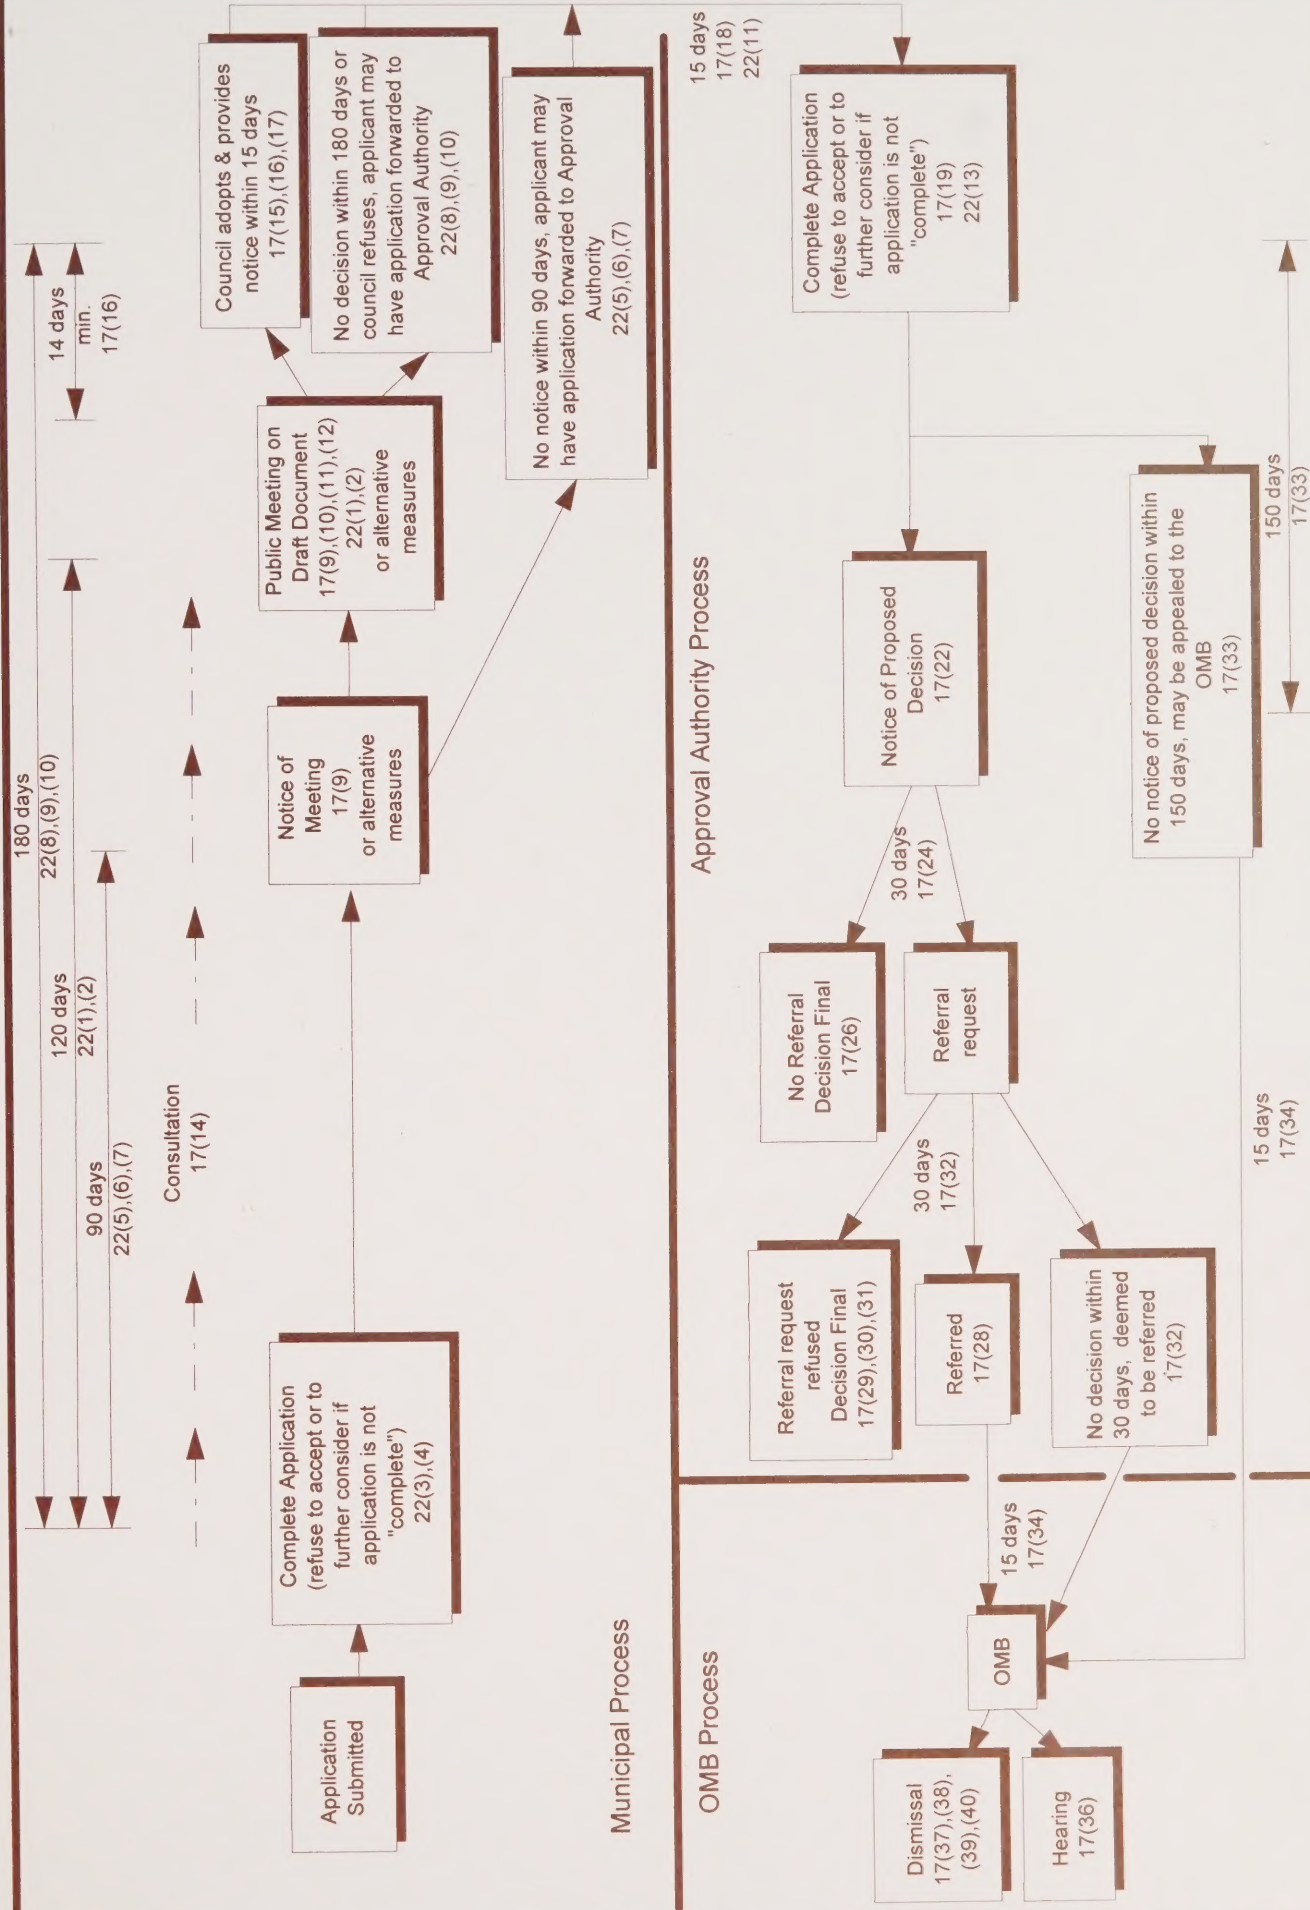 180 days
22(8),(9),(10)
120 days
22(1),(2)
90 days
22(5),(6),(7)
14 days
min.
17(16)
Consultation
17(14)
Application
Submitted
Complete Application
(refuse to accept or to
further consider if
application is not
"complete")
22(3),(4)
Notice of
Meeting
17(9)
or alternative
measures
Public Meeting on
Draft Document
17(9),(10),(11),(12)
22(1),(2)
or alternative
measures
Council adopts & provides
notice within 15 days
17(15),(16),(17)
No decision within 180 days or
council refuses, applicant may
have application forwarded to
Approval Authority
22(8),(9),(10)
No notice within 90 days, applicant may
have application forwarded to Approval
Authority
22(5),(6),(7)
Municipal Process
15 days
17(18)
22(11)
Approval Authority Process
Complete Application
(refuse to accept or to
further consider if
application is not
"complete")
17(19)
22(13)
Notice of Proposed
Decision
17(22)
No notice of proposed decision within
150 days, may be appealed to the
OMB
17(33)
150 days
17(33)
30 days
17(24)
No Referral
Decision Final
17(26)
Referral
request
30 days
17(32)
Referral request
refused
Decision Final
17(29),(30),(31)
Referred
17(28)
No decision within
30 days, deemed
to be referred
17(32)
15 days
17(34)
OMB Process
15 days
17(34)
OMB
Dismissal
17(37),(38),
(39),(40)
Hearing
17(36)